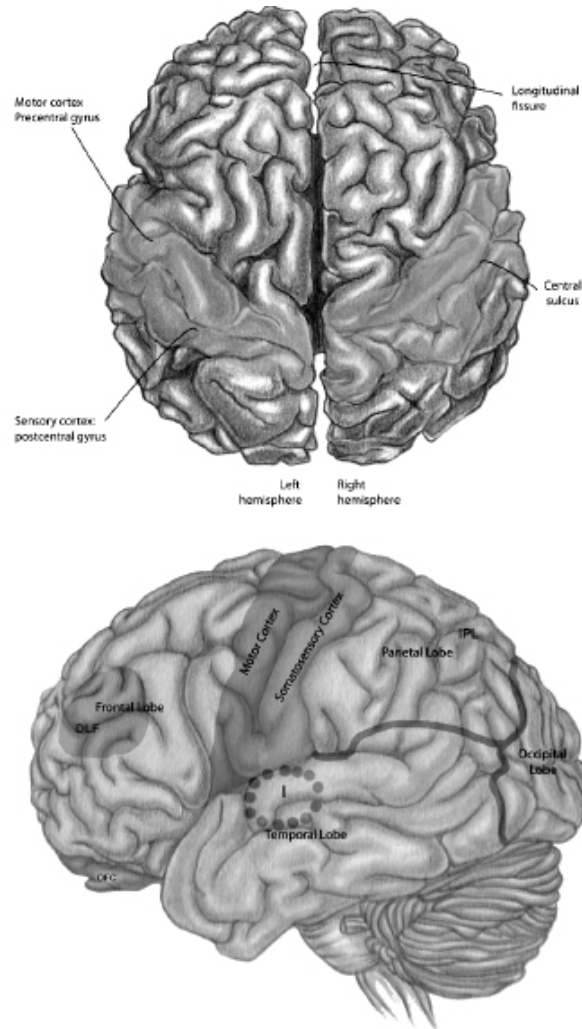 Longitudinal
fissure
Motor cortex
Precentral gyrus
Central
sulcus
Sensory cortex:
postcentral gyrus
Left
hemisphere
Right
hemisphere
Motor Cortex
Somatosensory Cortex
IPL
Parietal Lobe
Frontal Lobe
DLF
Occipital
Lobe
I
Temporal Lobe
OFC